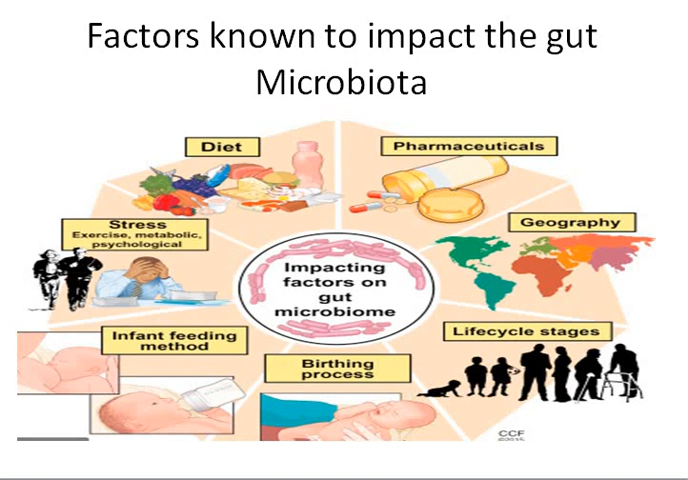 Factors known to impact the gut
Microbiota
Diet
Pharmaceuticals
Stress
Exercise, metabolic,
psychological
Geography
Impacting
factors on
gut
microbiome
Infant feeding
method
Birthing
process
Lifecycle stages
CCF